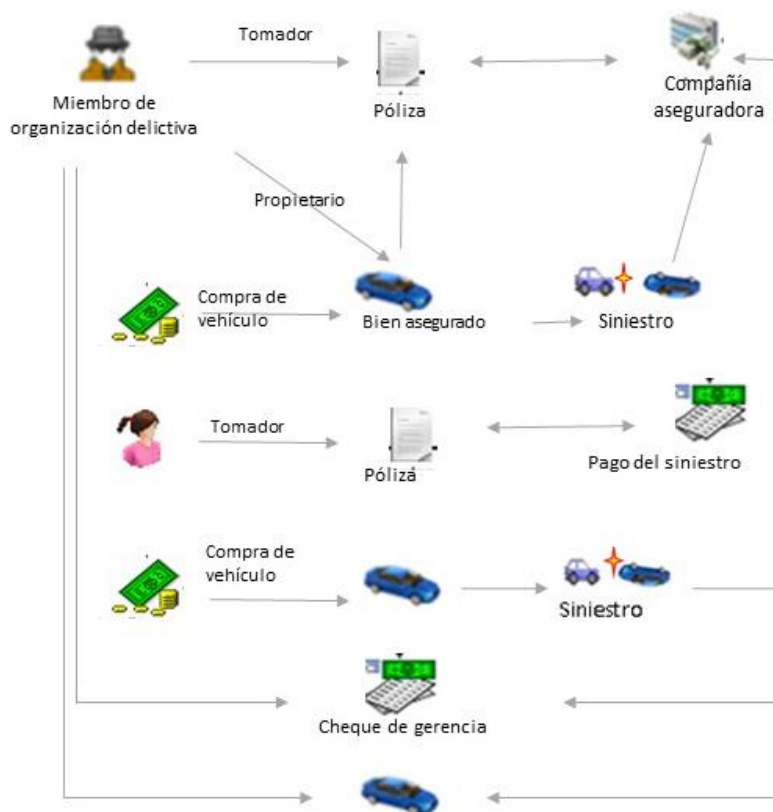 Tomador
Miembro de
organización delictiva
Póliza
Compañía
aseguradora
Propietario
Compra de
vehículo
Bien asegurado
Siniestro
Tomador
Póliza
Pago del siniestro
Compra de
vehículo
Siniestro
Cheque de gerencia